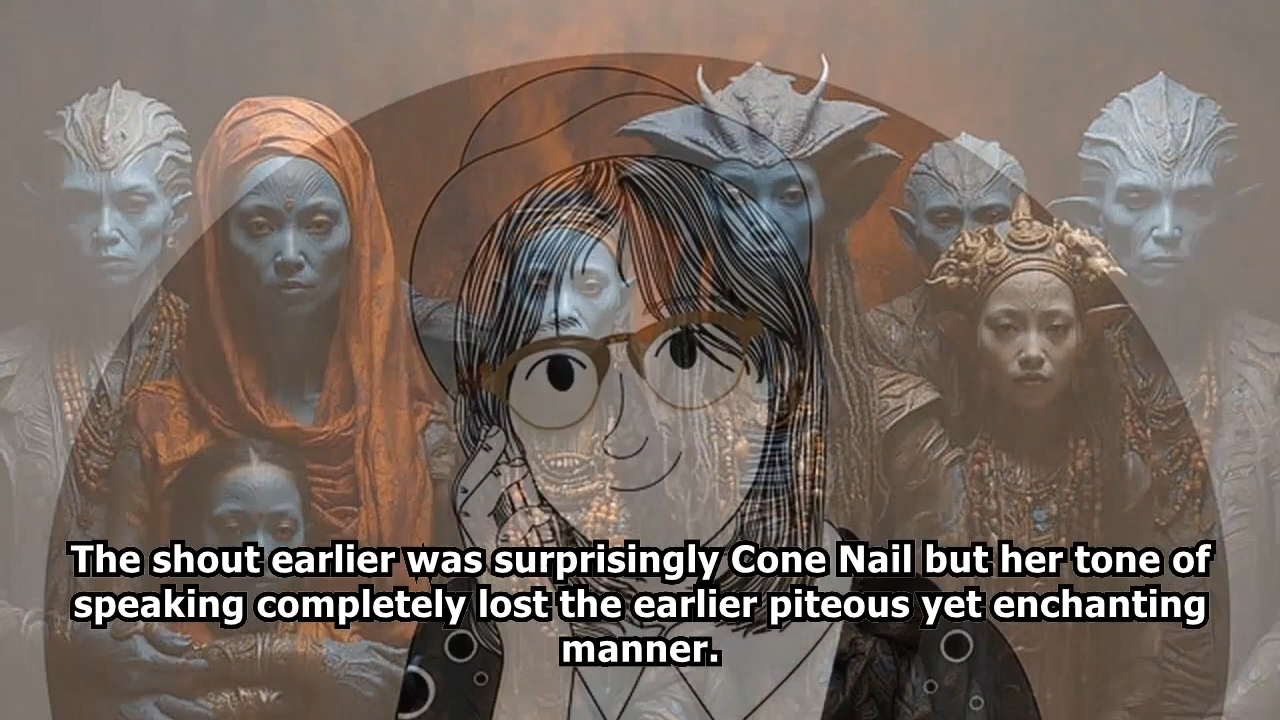 The shout earlier was surprisingly Cone Nail but her tone of
speaking completely lost the earlier piteous yet enchanting
manner.